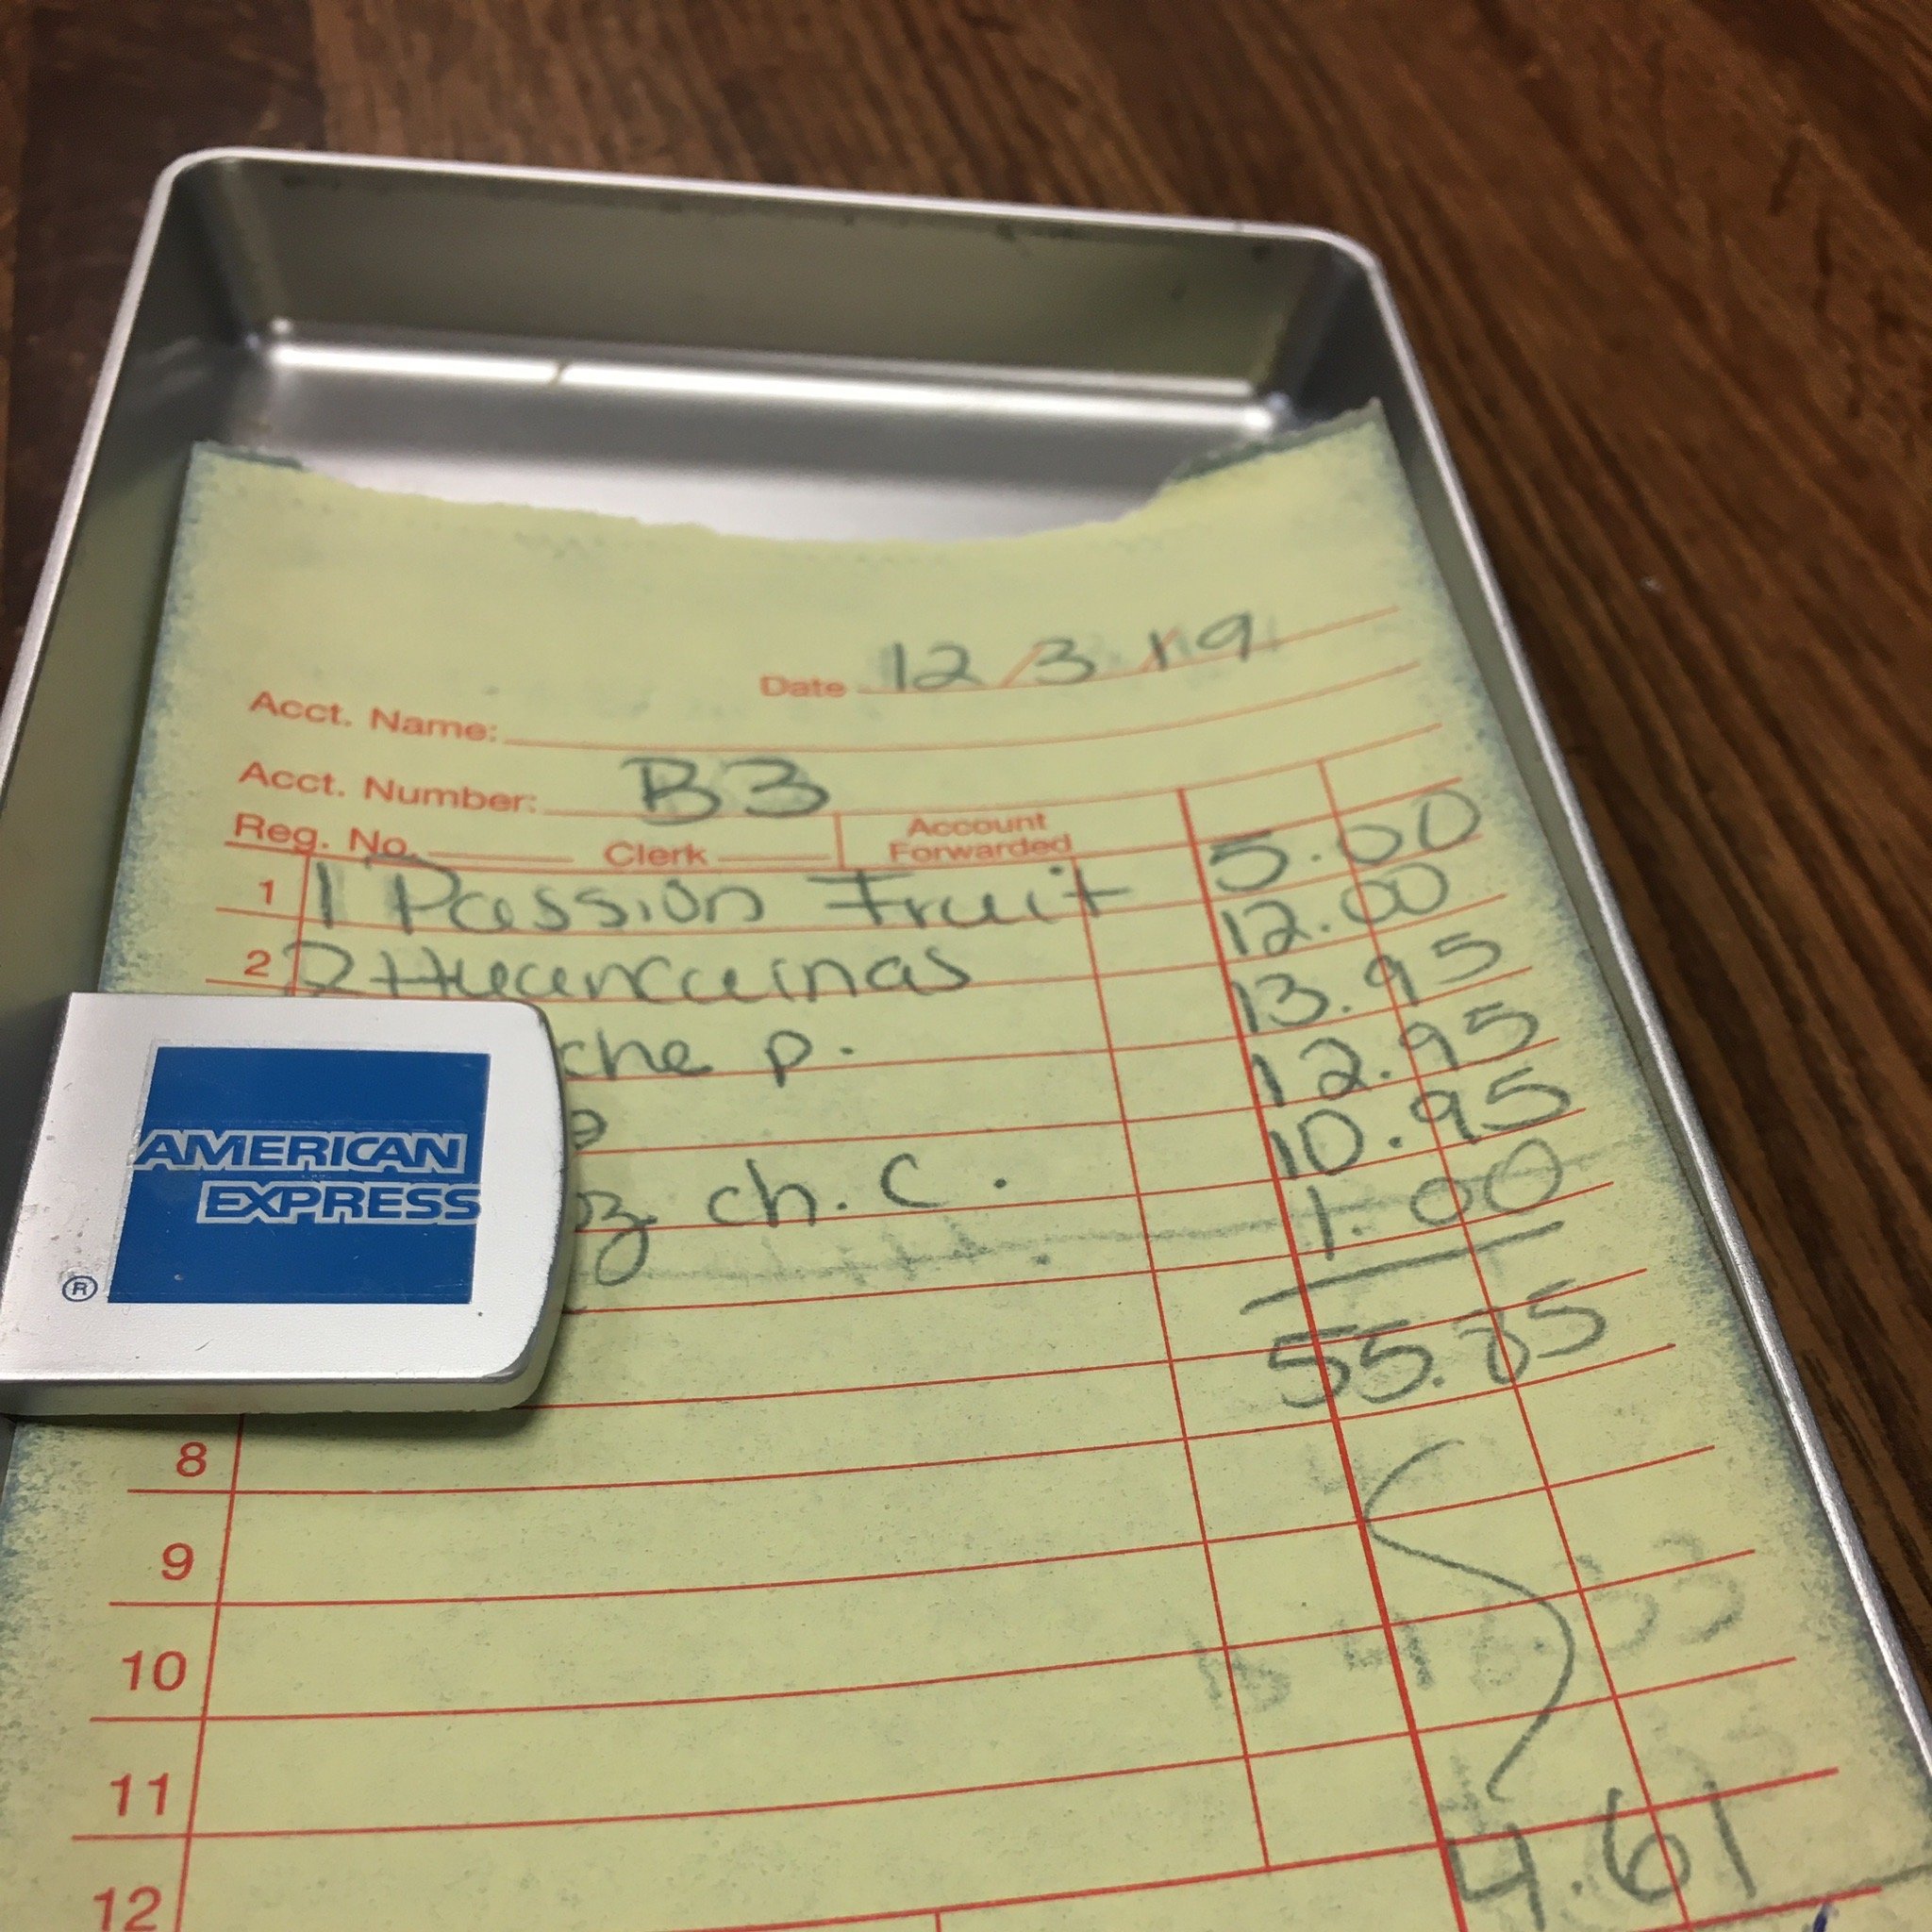 Date 12/3/19
Acct. Name:
Acct. Number: B3
Reg. No. Clerk Account Forwarded
1 1 Passion Fruit 5.00
2 2 Huancainas 12.00
che p. 13.95
12.95
z ch. c. 10.95
1.00
55.85
8
9
10
11
4.61
12
AMERICAN
EXPRESS
®